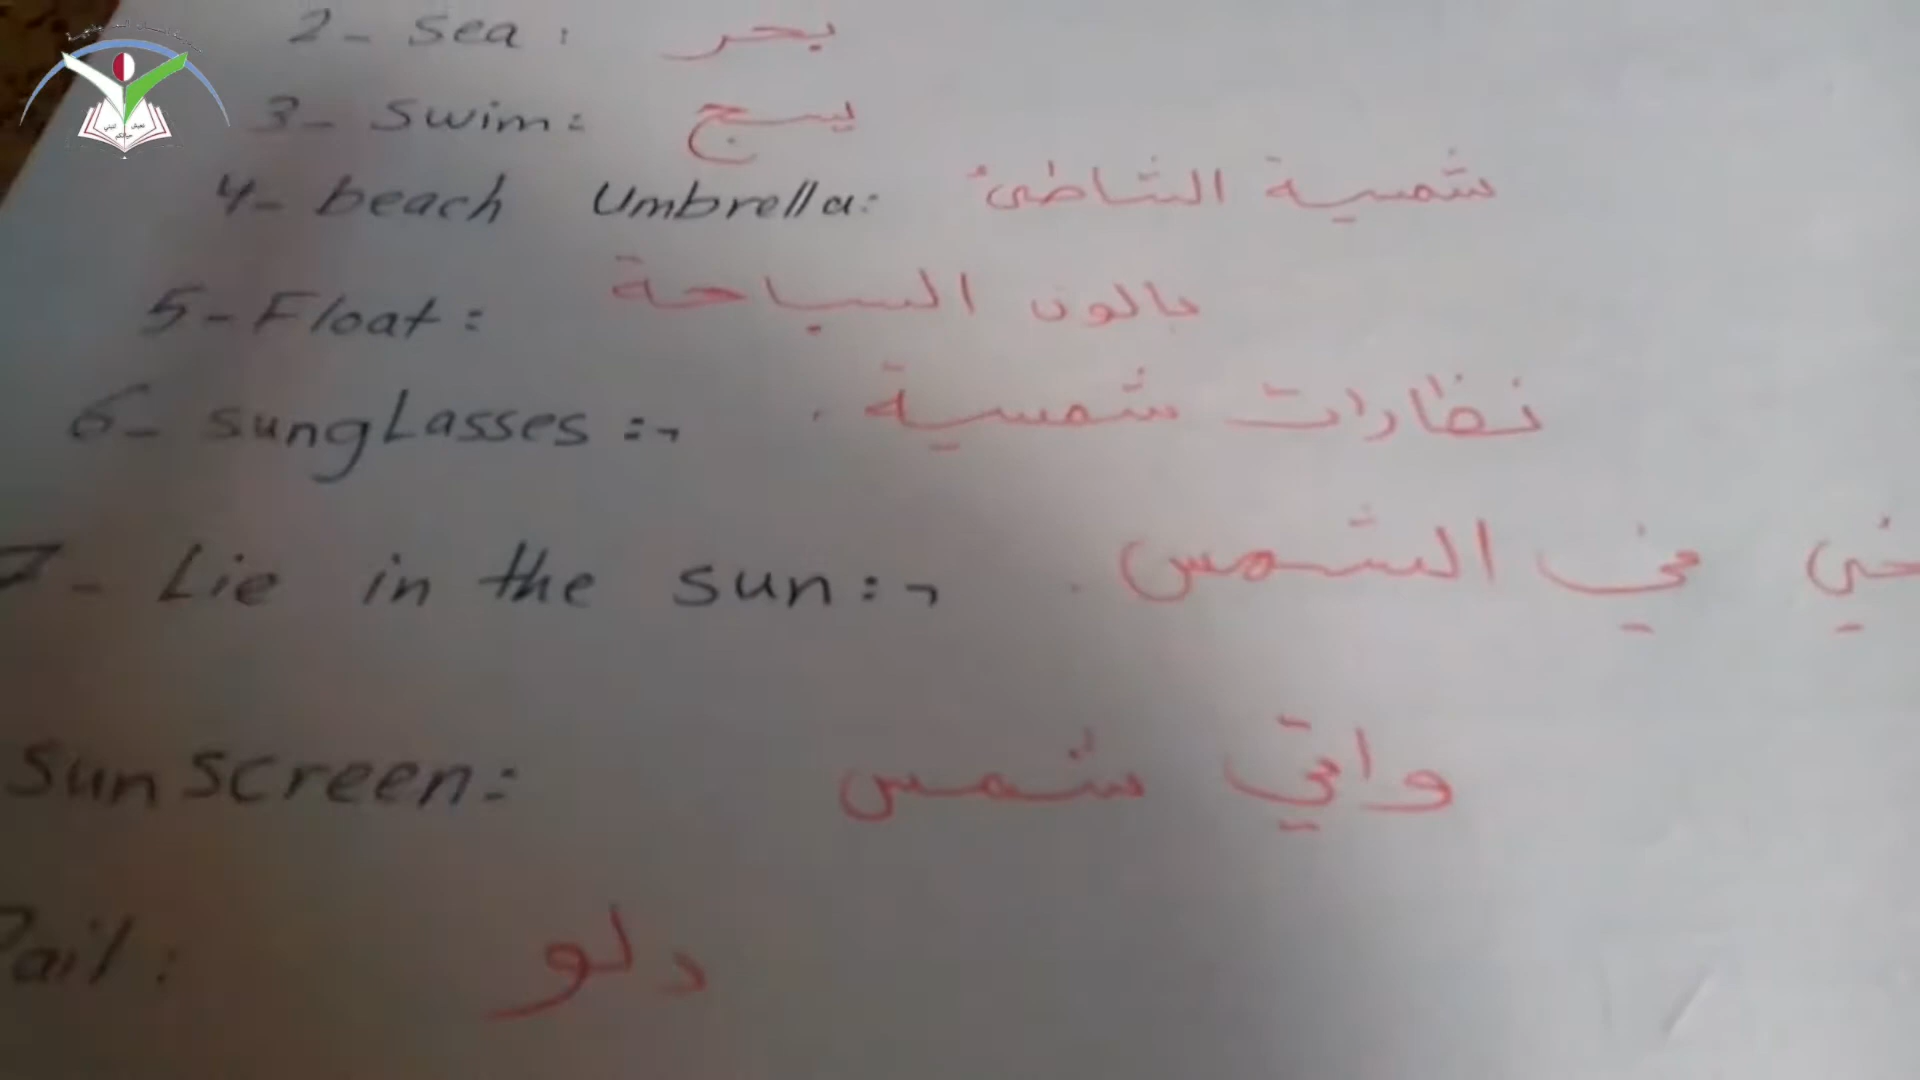 2- sea: بحر
3- Swim: يسبح
4- beach Umbrella: شمسية الشاطئ
5- Float: بالون السباحة
6- sungLasses :- نظارات شمسية
7- Lie in the sun :- في الشمس
Sun SCreen: واقي شمس
Pail: دلو